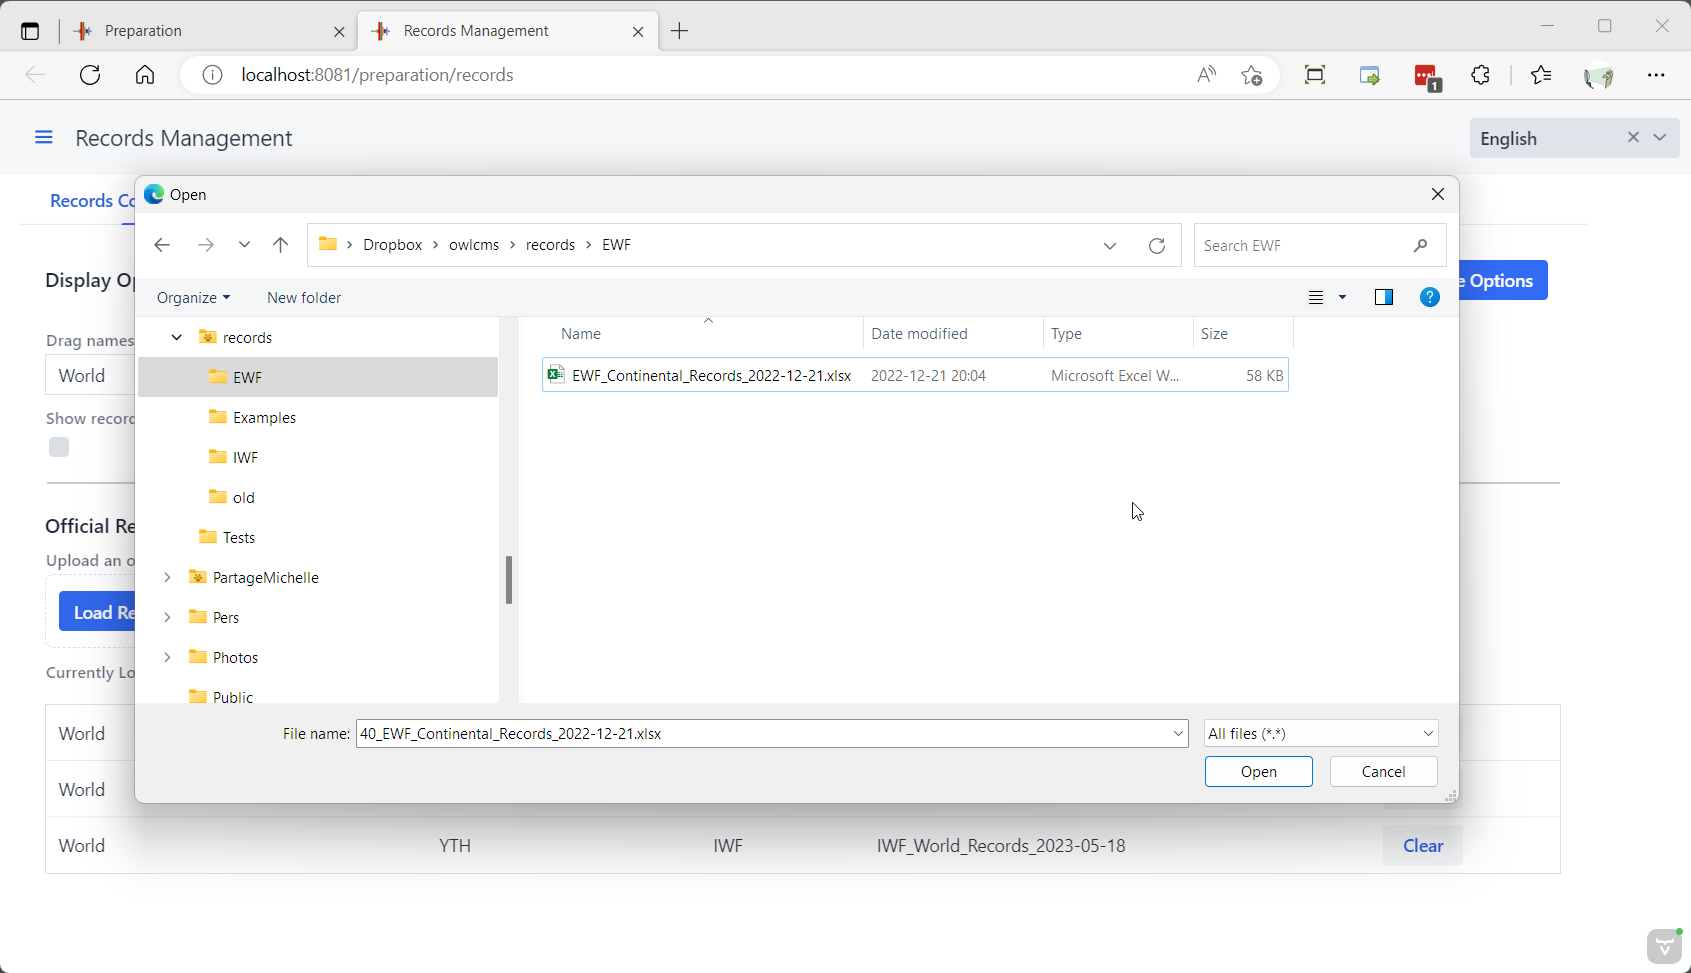 Preparation
Records Management
localhost:8081/preparation/records
1
Records Management
English
Records Co
Open
Dropbox > owlcms > records > EWF
Search EWF
Display Op
e Options
Organize
New folder
?
Name
Date modified
Type
Size
records
Drag names
World
EWF
EWF_Continental_Records_2022-12-21.xlsx
2022-12-21 20:04
Microsoft Excel W...
58 KB
Show record
Examples
IWF
old
Official Re
Tests
Upload an o
PartageMichelle
Load Re
Pers
Currently Lo
Photos
Public
World
File name:
40_EWF_Continental_Records_2022-12-21.xlsx
All files (*.*)
Open
Cancel
World
World
YTH
IWF
IWF_World_Records_2023-05-18
Clear